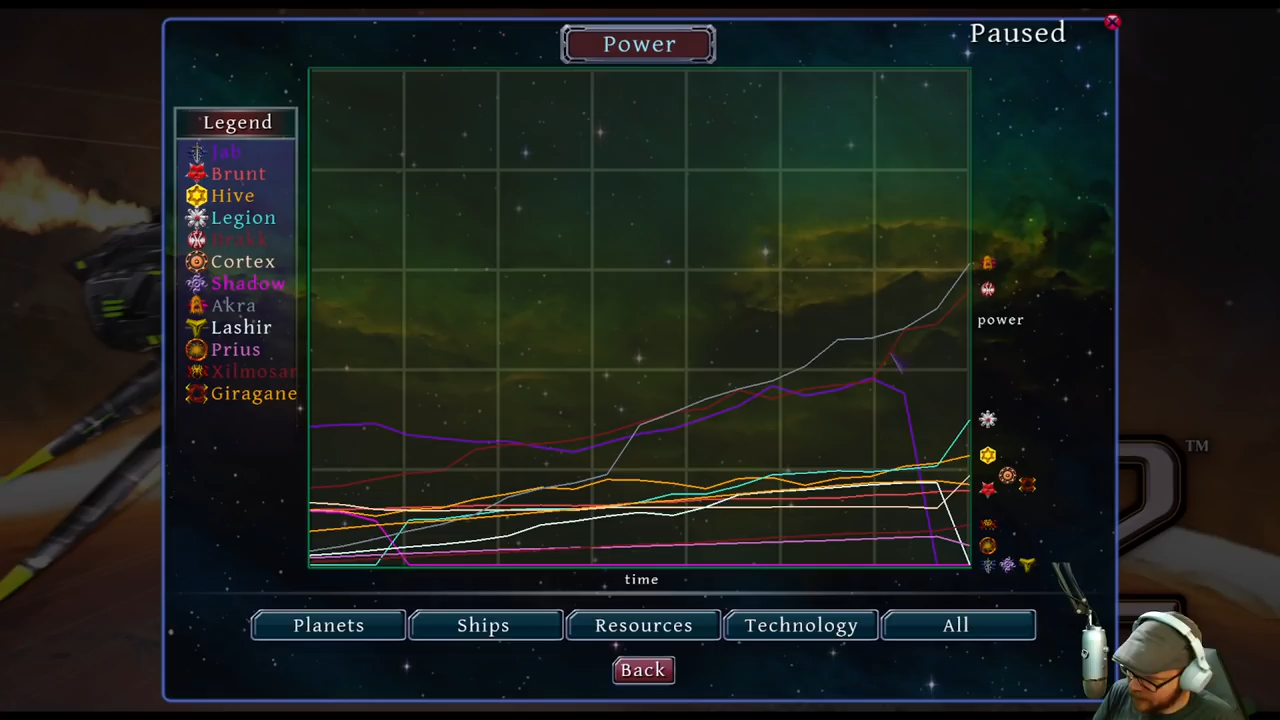 Power
Paused
Legend
Jab
Brunt
Hive
Legion
Drakk
Cortex
Shadow
Akra
Lashir
Prius
Xilmosar
Giragane
power
TM
time
Planets
Ships
Resources
Technology
All
Back